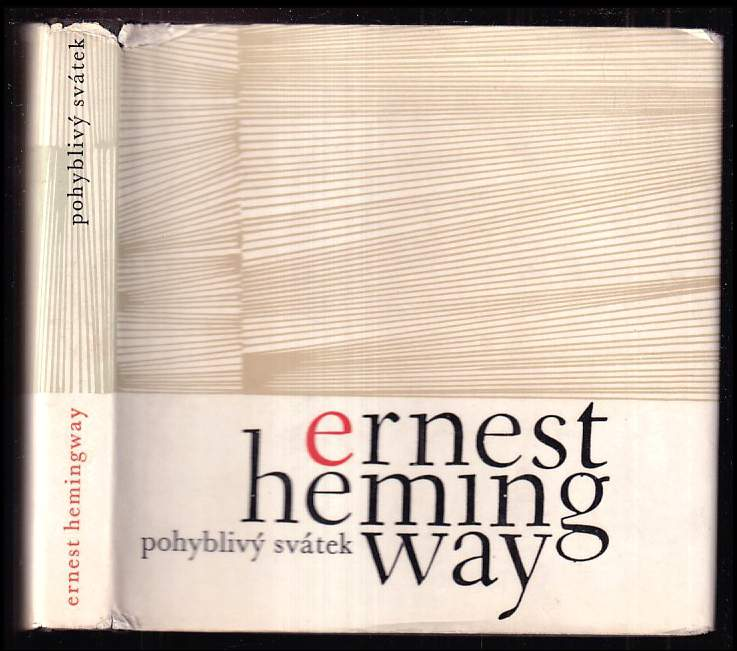 pohyblivý svátek
ernest hemingway
ernest
heming
pohyblivý svátek way